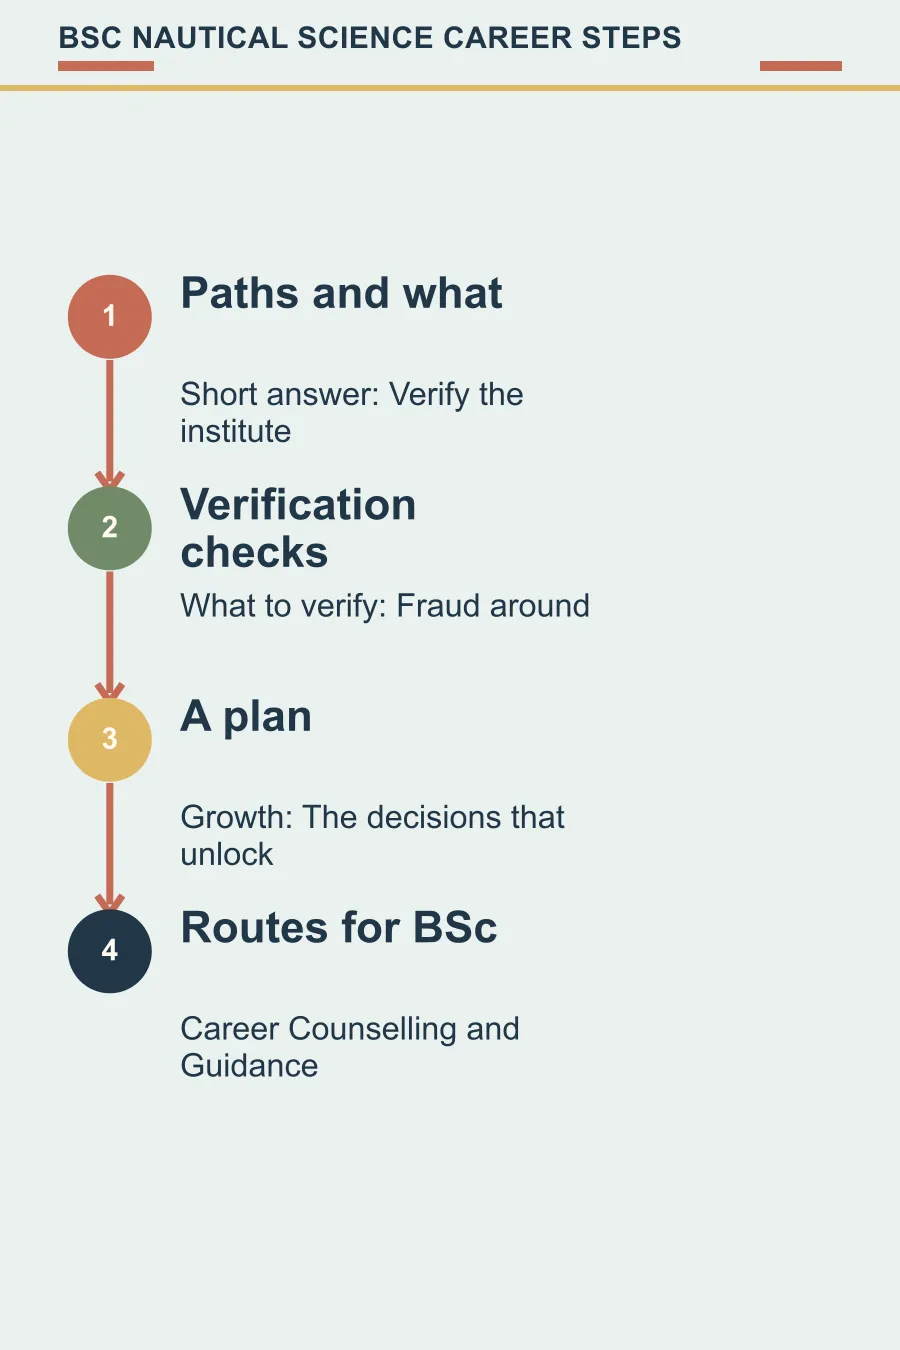 BSC NAUTICAL SCIENCE CAREER STEPS
1
Paths and what
Short answer: Verify the
institute
2
Verification
checks
What to verify: Fraud around
3
A plan
Growth: The decisions that
unlock
4
Routes for BSc
Career Counselling and
Guidance